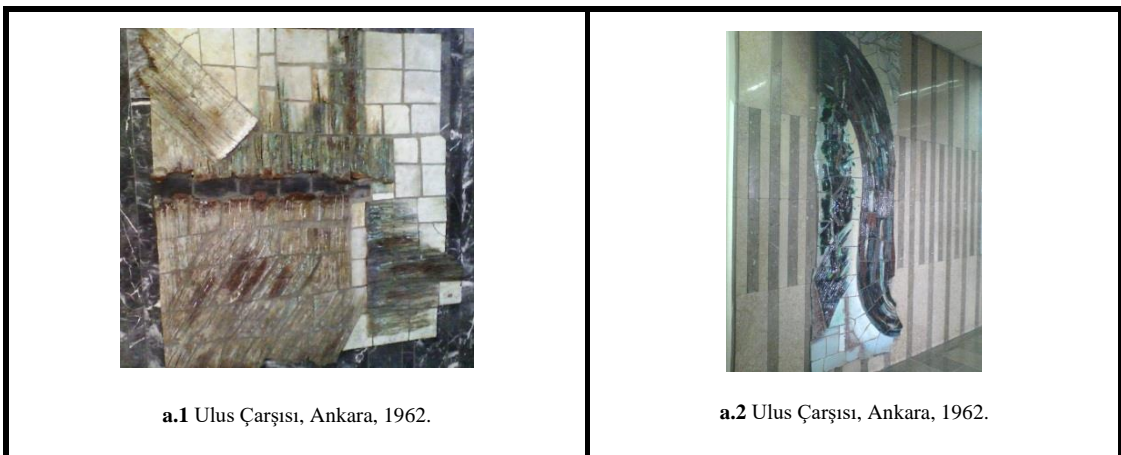 a.1 Ulus Çarşısı, Ankara, 1962.
a.2 Ulus Çarşısı, Ankara, 1962.